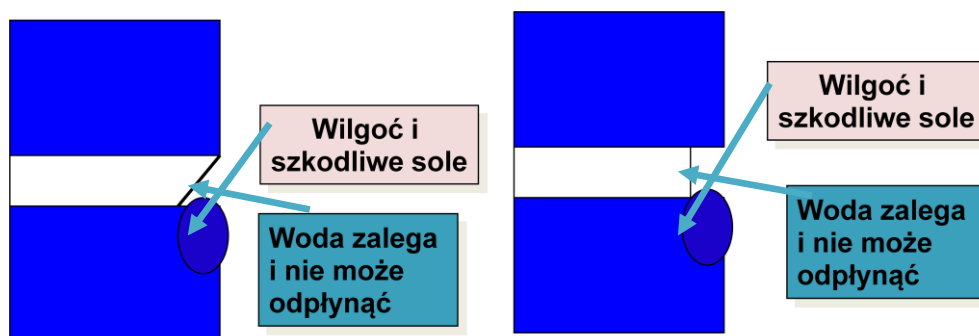 Wilgoć i
szkodliwe sole
Woda zalega
i nie może
odpłynąć
Wilgoć i
szkodliwe sole
Woda zalega
i nie może
odpłynąć